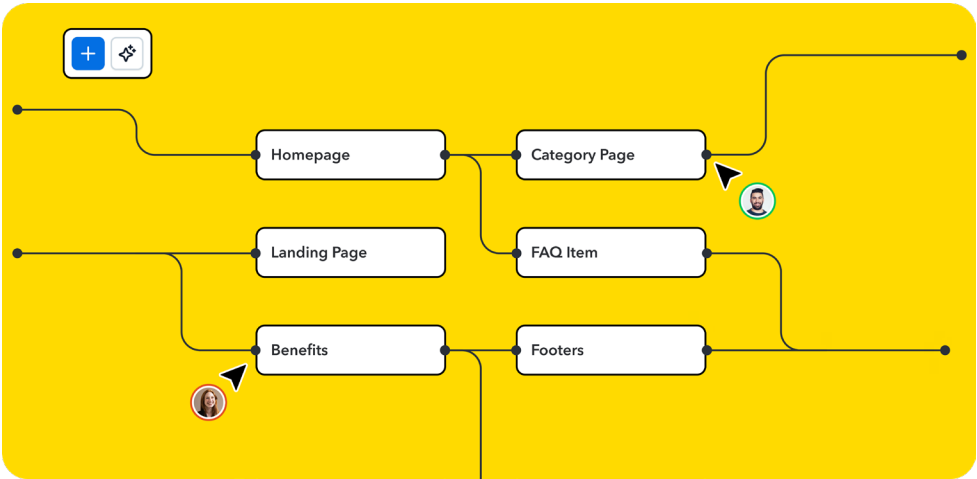 Homepage
Category Page
Landing Page
FAQ Item
Benefits
Footers